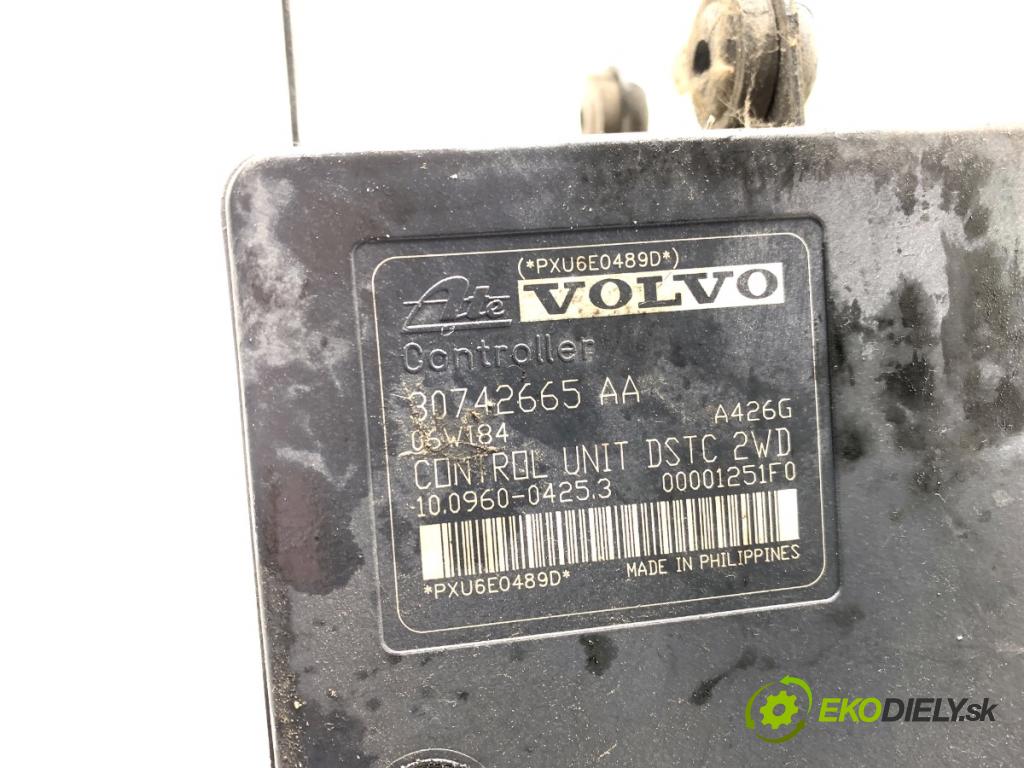 (*PXU6E0489D*)
Ate VOLVO
Controller
30742665 AA
06W184 A426G
CONTROL UNIT DSTC 2WD
10.0960-0425.3 00001251F0
*PXU6E0489D* MADE IN PHILIPPINES
EKODIELY.sk